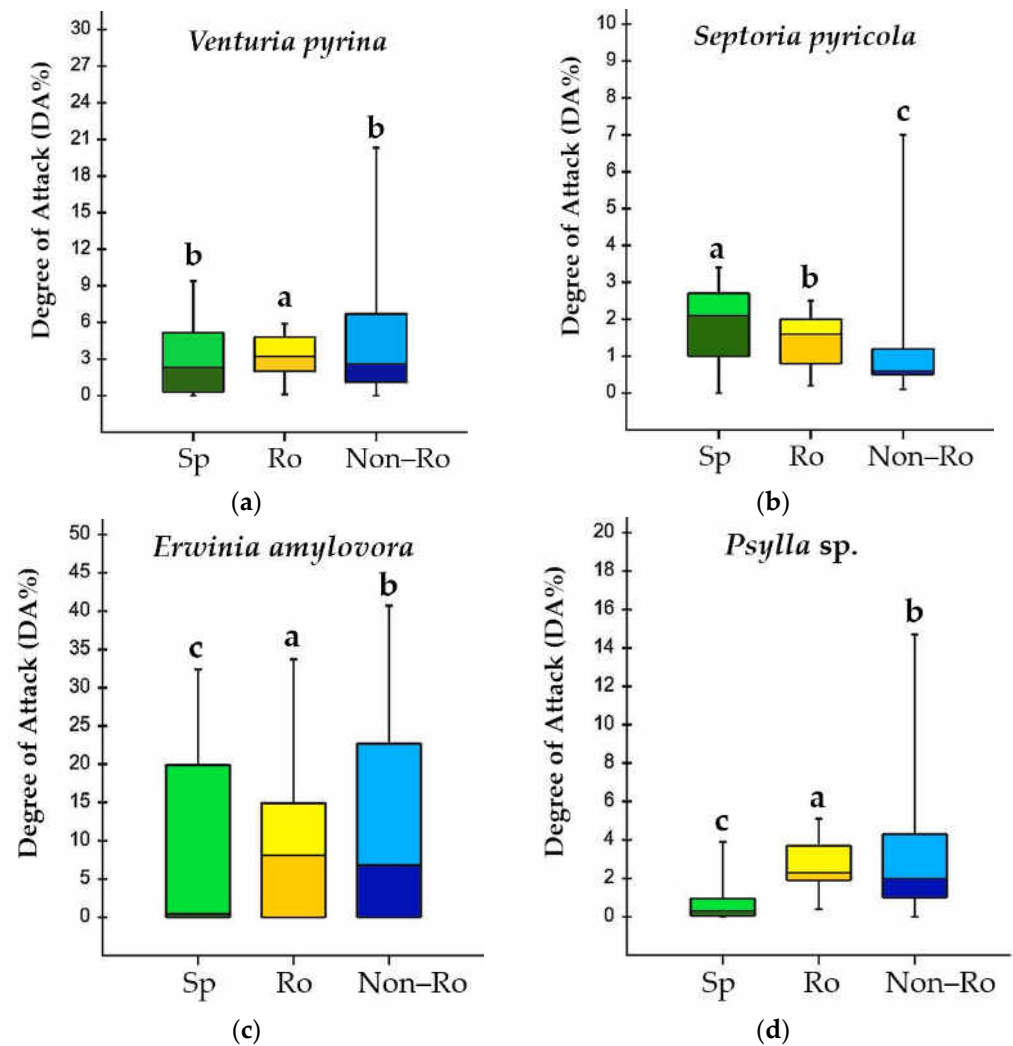 Venturia pyrina
Degree of Attack (DA%)
30
27
24
21
18
15
12
9
6
3
0
b
a
b
Sp Ro Non–Ro
(a)
Septoria pyricola
Degree of Attack (DA%)
10
9
8
7
6
5
4
3
2
1
0
a
b
c
Sp Ro Non–Ro
(b)
Erwinia amylovora
Degree of Attack (DA%)
50
45
40
35
30
25
20
15
10
5
0
c
a
b
Sp Ro Non–Ro
(c)
Psylla sp.
Degree of Attack (DA%)
20
18
16
14
12
10
8
6
4
2
0
c
a
b
Sp Ro Non–Ro
(d)